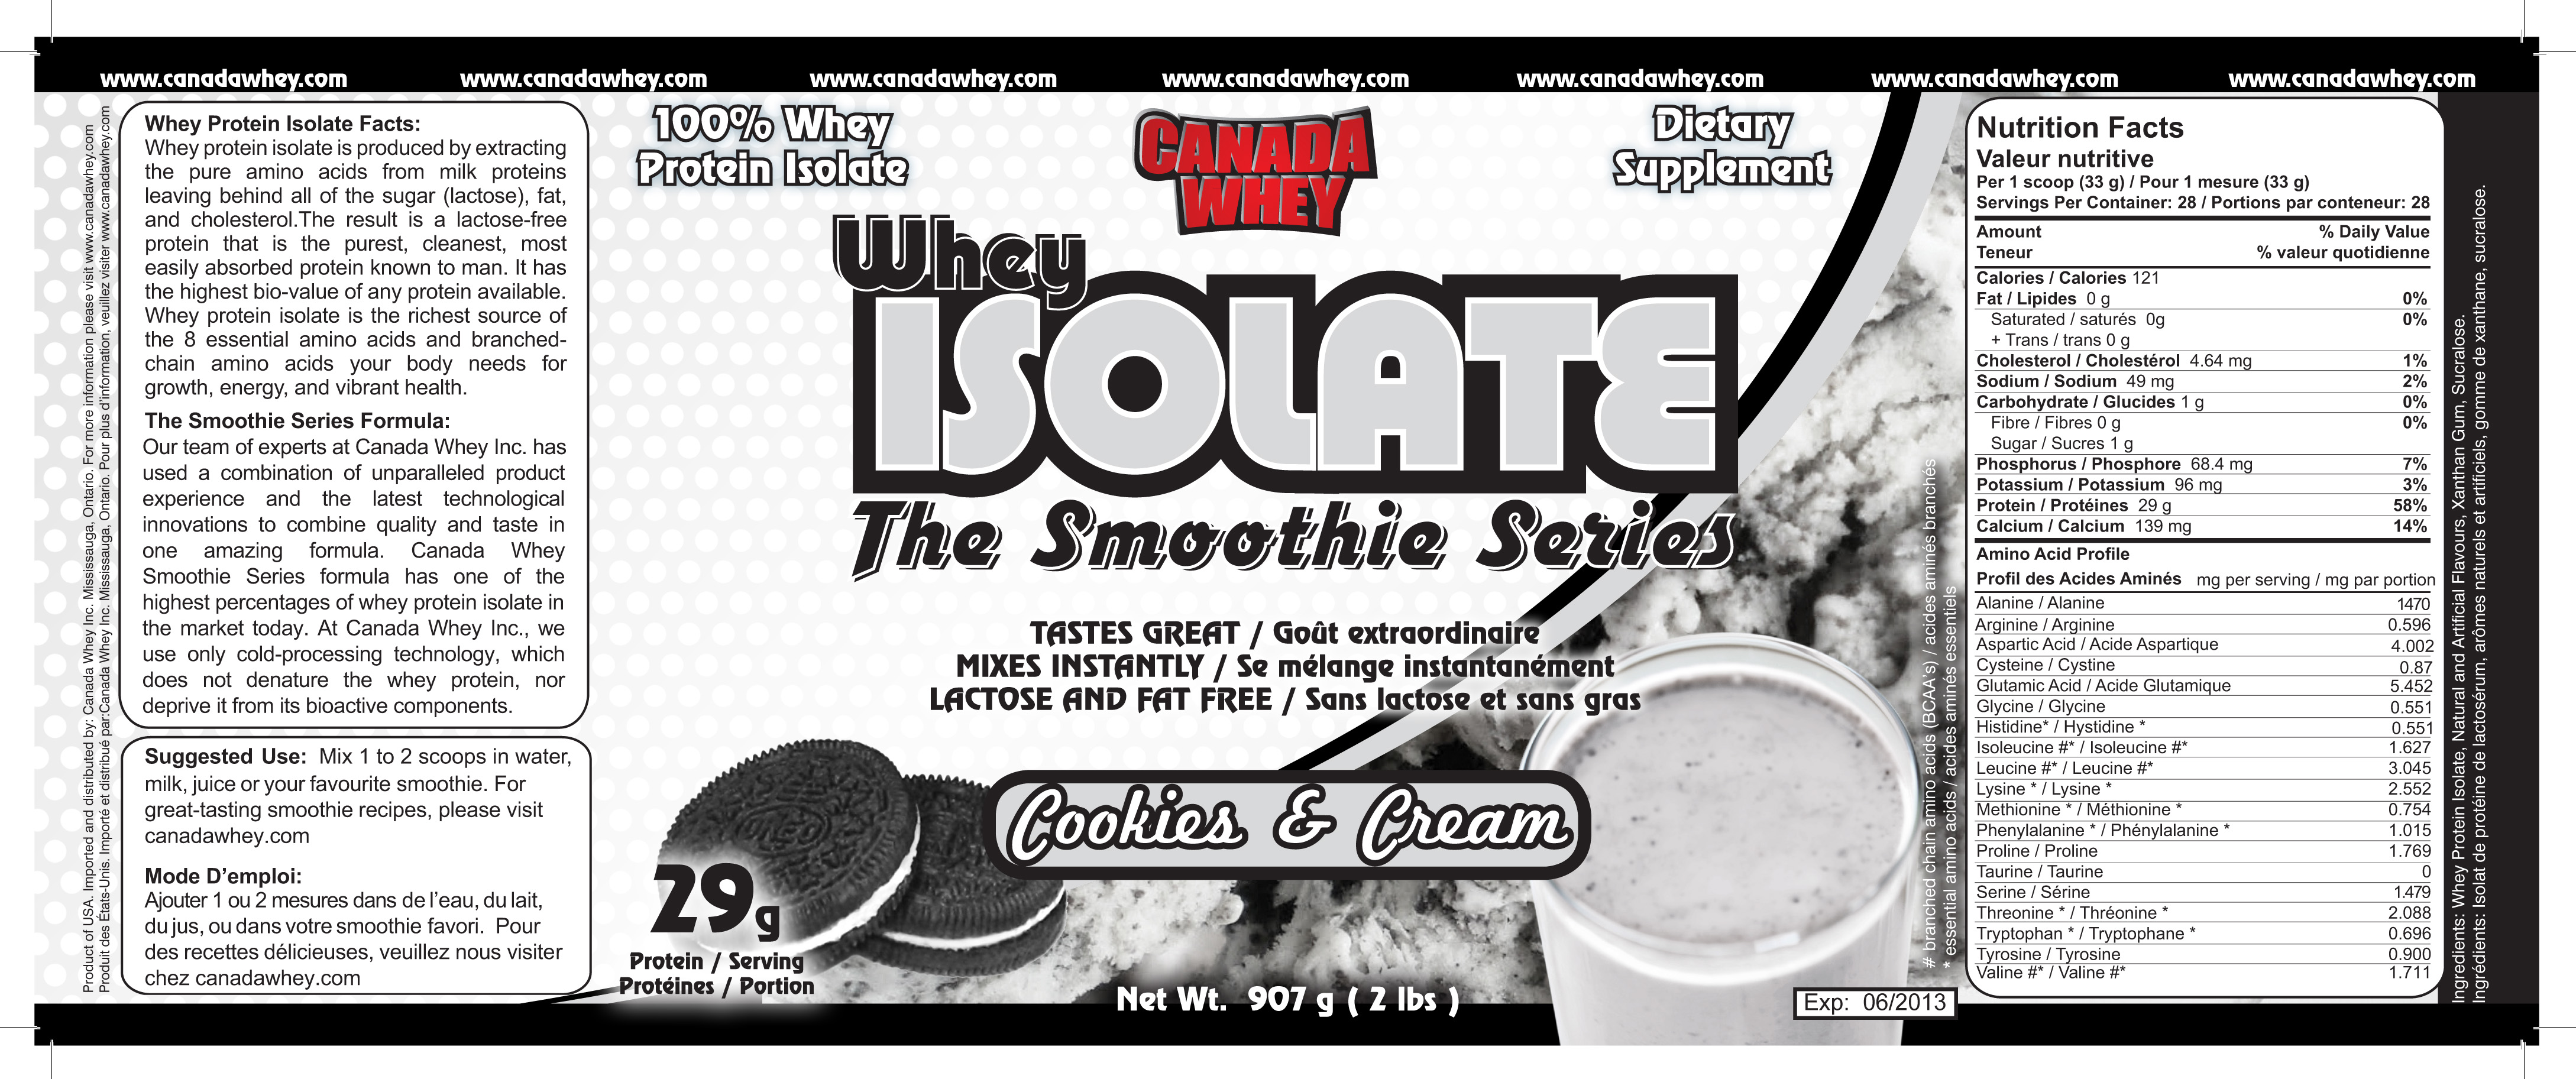 www.canadawhey.com www.canadawhey.com www.canadawhey.com www.canadawhey.com www.canadawhey.com www.canadawhey.com www.canadawhey.com
Product of USA. Imported and distributed by: Canada Whey Inc. Mississauga, Ontario. For more information please visit www.canadawhey.com
Produit des États-Unis. Importé et distribué par:Canada Whey Inc. Mississauga, Ontario. Pour plus d'information, veuillez visiter www.canadawhey.com
Whey Protein Isolate Facts:
Whey protein isolate is produced by extracting
the pure amino acids from milk proteins
leaving behind all of the sugar (lactose), fat,
and cholesterol.The result is a lactose-free
protein that is the purest, cleanest, most
easily absorbed protein known to man. It has
the highest bio-value of any protein available.
Whey protein isolate is the richest source of
the 8 essential amino acids and branched-
chain amino acids your body needs for
growth, energy, and vibrant health.
The Smoothie Series Formula:
Our team of experts at Canada Whey Inc. has
used a combination of unparalleled product
experience and the latest technological
innovations to combine quality and taste in
one amazing formula. Canada Whey
Smoothie Series formula has one of the
highest percentages of whey protein isolate in
the market today. At Canada Whey Inc., we
use only cold-processing technology, which
does not denature the whey protein, nor
deprive it from its bioactive components.
Suggested Use: Mix 1 to 2 scoops in water,
milk, juice or your favourite smoothie. For
great-tasting smoothie recipes, please visit
canadawhey.com
Mode D'emploi:
Ajouter 1 ou 2 mesures dans de l'eau, du lait,
du jus, ou dans votre smoothie favori. Pour
des recettes délicieuses, veuillez nous visiter
chez canadawhey.com
100% Whey
Protein Isolate
CANADA
WHEY
Dietary
Supplement
Whey
ISOLATE
The Smoothie Series
TASTES GREAT / Goût extraordinaire
MIXES INSTANTLY / Se mélange instantanément
LACTOSE AND FAT FREE / Sans lactose et sans gras
Cookies & Cream
29g
Protein / Serving
Protéines / Portion
Net Wt. 907 g ( 2 lbs )
Exp: 06/2013
# branched chain amino acids (BCAA's) / acides aminés branchés
* essential amino acids / acides aminés essentiels
Nutrition Facts
Valeur nutritive
Per 1 scoop (33 g) / Pour 1 mesure (33 g)
Servings Per Container: 28 / Portions par conteneur: 28
Amount % Daily Value
Teneur % valeur quotidienne
Calories / Calories 121
Fat / Lipides 0 g 0%
Saturated / saturés 0g 0%
+ Trans / trans 0 g
Cholesterol / Cholestérol 4.64 mg 1%
Sodium / Sodium 49 mg 2%
Carbohydrate / Glucides 1 g 0%
Fibre / Fibres 0 g 0%
Sugar / Sucres 1 g
Phosphorus / Phosphore 68.4 mg 7%
Potassium / Potassium 96 mg 3%
Protein / Protéines 29 g 58%
Calcium / Calcium 139 mg 14%
Amino Acid Profile
Profil des Acides Aminés mg per serving / mg par portion
Alanine / Alanine 1470
Arginine / Arginine 0.596
Aspartic Acid / Acide Aspartique 4.002
Cysteine / Cystine 0.87
Glutamic Acid / Acide Glutamique 5.452
Glycine / Glycine 0.551
Histidine* / Hystidine * 0.551
Isoleucine #* / Isoleucine #* 1.627
Leucine #* / Leucine #* 3.045
Lysine * / Lysine * 2.552
Methionine * / Méthionine * 0.754
Phenylalanine * / Phénylalanine * 1.015
Proline / Proline 1.769
Taurine / Taurine 0
Serine / Sérine 1.479
Threonine * / Thréonine * 2.088
Tryptophan * / Tryptophane * 0.696
Tyrosine / Tyrosine 0.900
Valine #* / Valine #* 1.711
Ingredients: Whey Protein Isolate, Natural and Artificial Flavours, Xanthan Gum, Sucralose.
Ingrédients: Isolat de protéine de lactosérum, arômes naturels et artificiels, gomme de xanthane, sucralose.